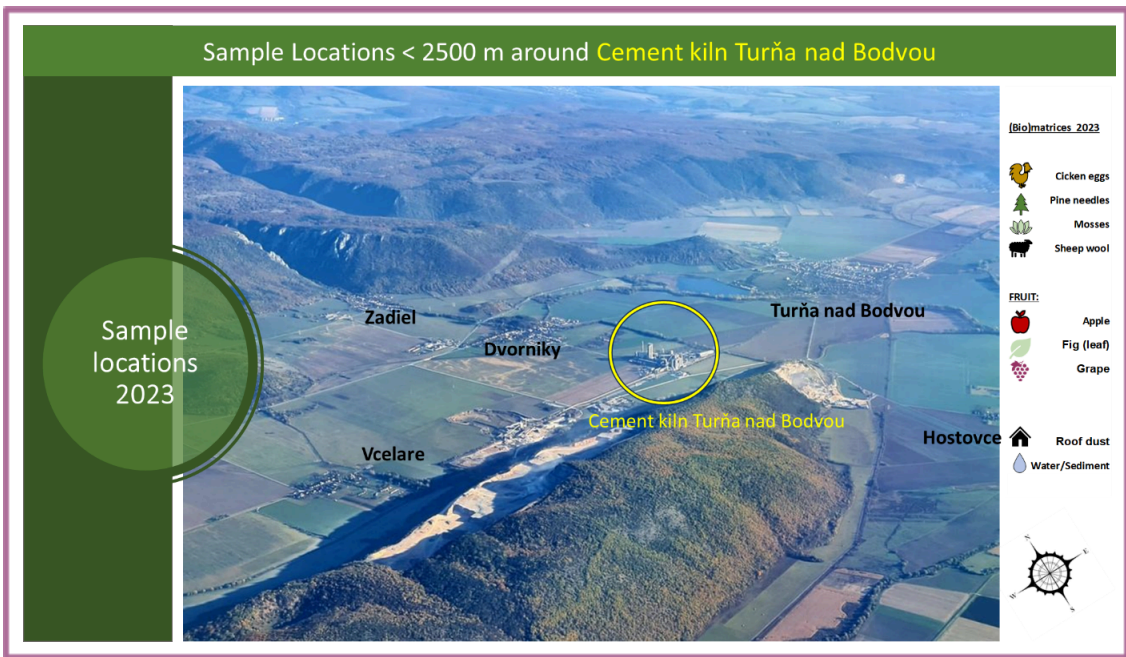 Sample Locations < 2500 m around Cement kiln Turňa nad Bodvou
Sample
locations
2023
Zadiel
Dvorniky
Turňa nad Bodvou
Cement kiln Turňa nad Bodvou
Vcelare
Hostovce
(Bio)matrices 2023
Cicken eggs
Pine needles
Mosses
Sheep wool
FRUIT:
Apple
Fig (leaf)
Grape
Roof dust
Water/Sediment
N
E
W
S